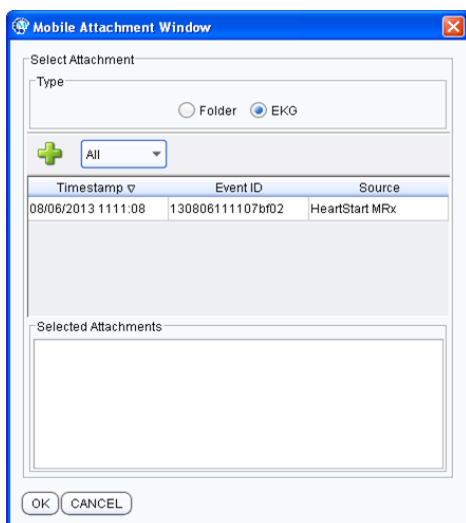 Mobile Attachment Window
Select Attachment
Type
Folder EKG
All
Timestamp Event ID Source
08/06/2013 1111:08 130806111107bf02 HeartStart MRx
Selected Attachments
OK CANCEL